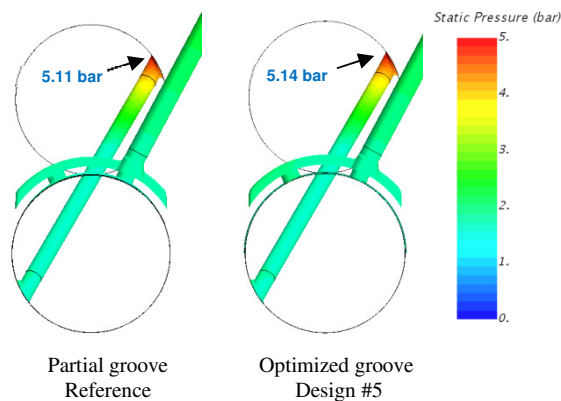 Static Pressure (bar)
5.11 bar
5.14 bar
5.
4.
3.
2.
1.
0.
Partial groove
Reference
Optimized groove
Design #5